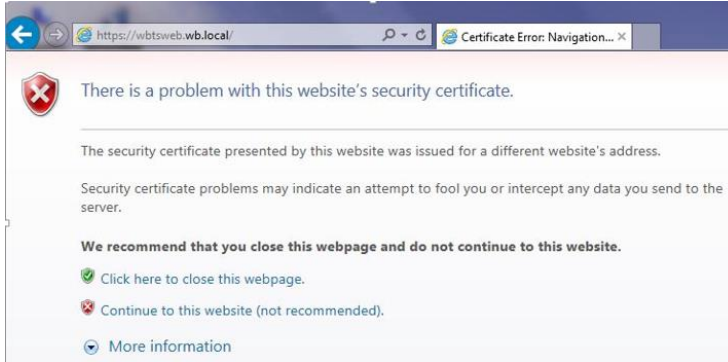 https://wbtsweb.wb.local/
Certificate Error: Navigation...
There is a problem with this website's security certificate.
The security certificate presented by this website was issued for a different website's address.
Security certificate problems may indicate an attempt to fool you or intercept any data you send to the
server.
We recommend that you close this webpage and do not continue to this website.
Click here to close this webpage.
Continue to this website (not recommended).
More information